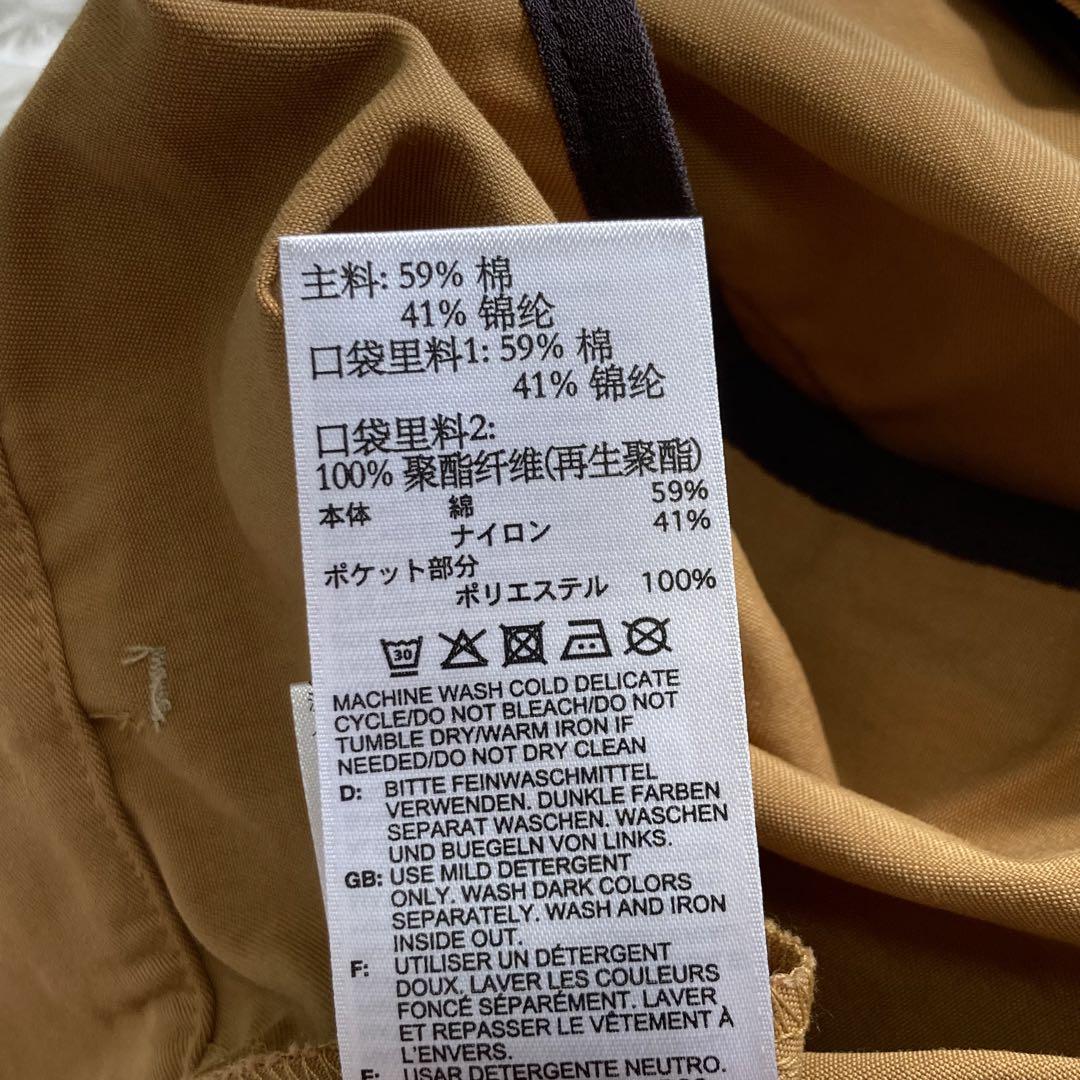 主料: 59% 棉
41% 锦纶
口袋里料1: 59% 棉
41% 锦纶
口袋里料2:
100% 聚酯纤维(再生聚酯)
本体 綿 59%
ナイロン 41%
ポケット部分
ポリエステル 100%
30
MACHINE WASH COLD DELICATE
CYCLE/DO NOT BLEACH/DO NOT
TUMBLE DRY/WARM IRON IF
NEEDED/DO NOT DRY CLEAN
D: BITTE FEINWASCHMITTEL
VERWENDEN. DUNKLE FARBEN
SEPARAT WASCHEN. WASCHEN
UND BUEGELN VON LINKS.
GB: USE MILD DETERGENT
ONLY. WASH DARK COLORS
SEPARATELY. WASH AND IRON
INSIDE OUT.
F: UTILISER UN DÉTERGENT
DOUX. LAVER LES COULEURS
FONCÉ SÉPARÉMENT. LAVER
ET REPASSER LE VÊTEMENT À
L'ENVERS.
E: USAR DETERGENTE NEUTRO.